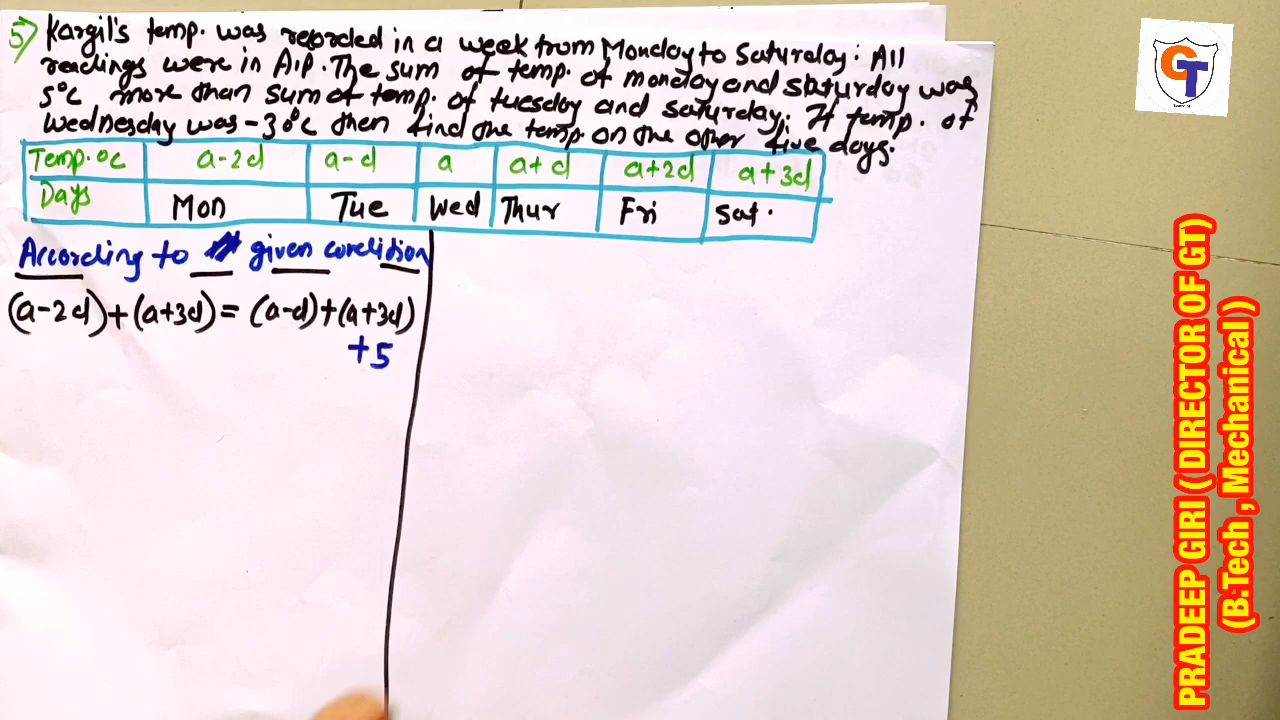 5) Kargil's temp. was recorded in a week from Monday to Saturday: All
readings were in A.P. The sum of temp. of monday and saturday was
5°C more than sum of temp. of tuesday and saturday. If temp. of
Wednesday was -30°C then find the temp. on the other five days.
Temp. °C a-2d a-d a a+d a+2d a+3d
Days Mon Tue Wed Thur Fri Sat.
According to given condition
(a-2d)+(a+3d) = (a-d)+(a+3d)
+5
GT
PRADEEP GIRI ( DIRECTOR OF GT)
(B.Tech , Mechanical )